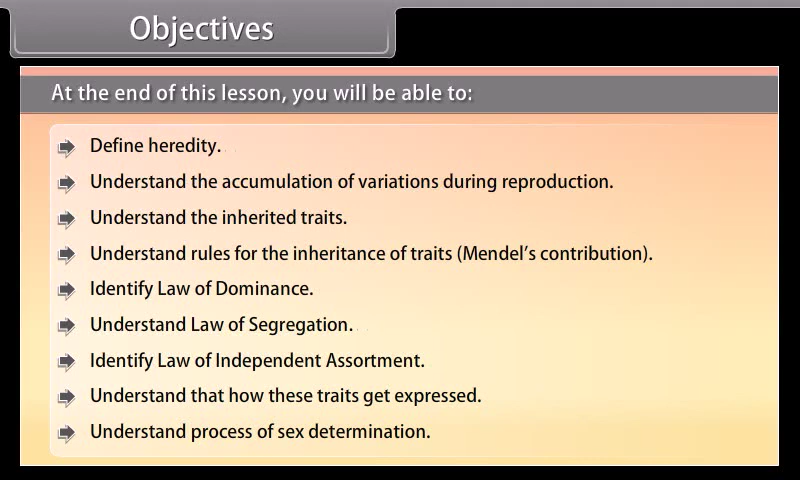 Objectives
At the end of this lesson, you will be able to:
Define heredity.
Understand the accumulation of variations during reproduction.
Understand the inherited traits.
Understand rules for the inheritance of traits (Mendel's contribution).
Identify Law of Dominance.
Understand Law of Segregation.
Identify Law of Independent Assortment.
Understand that how these traits get expressed.
Understand process of sex determination.